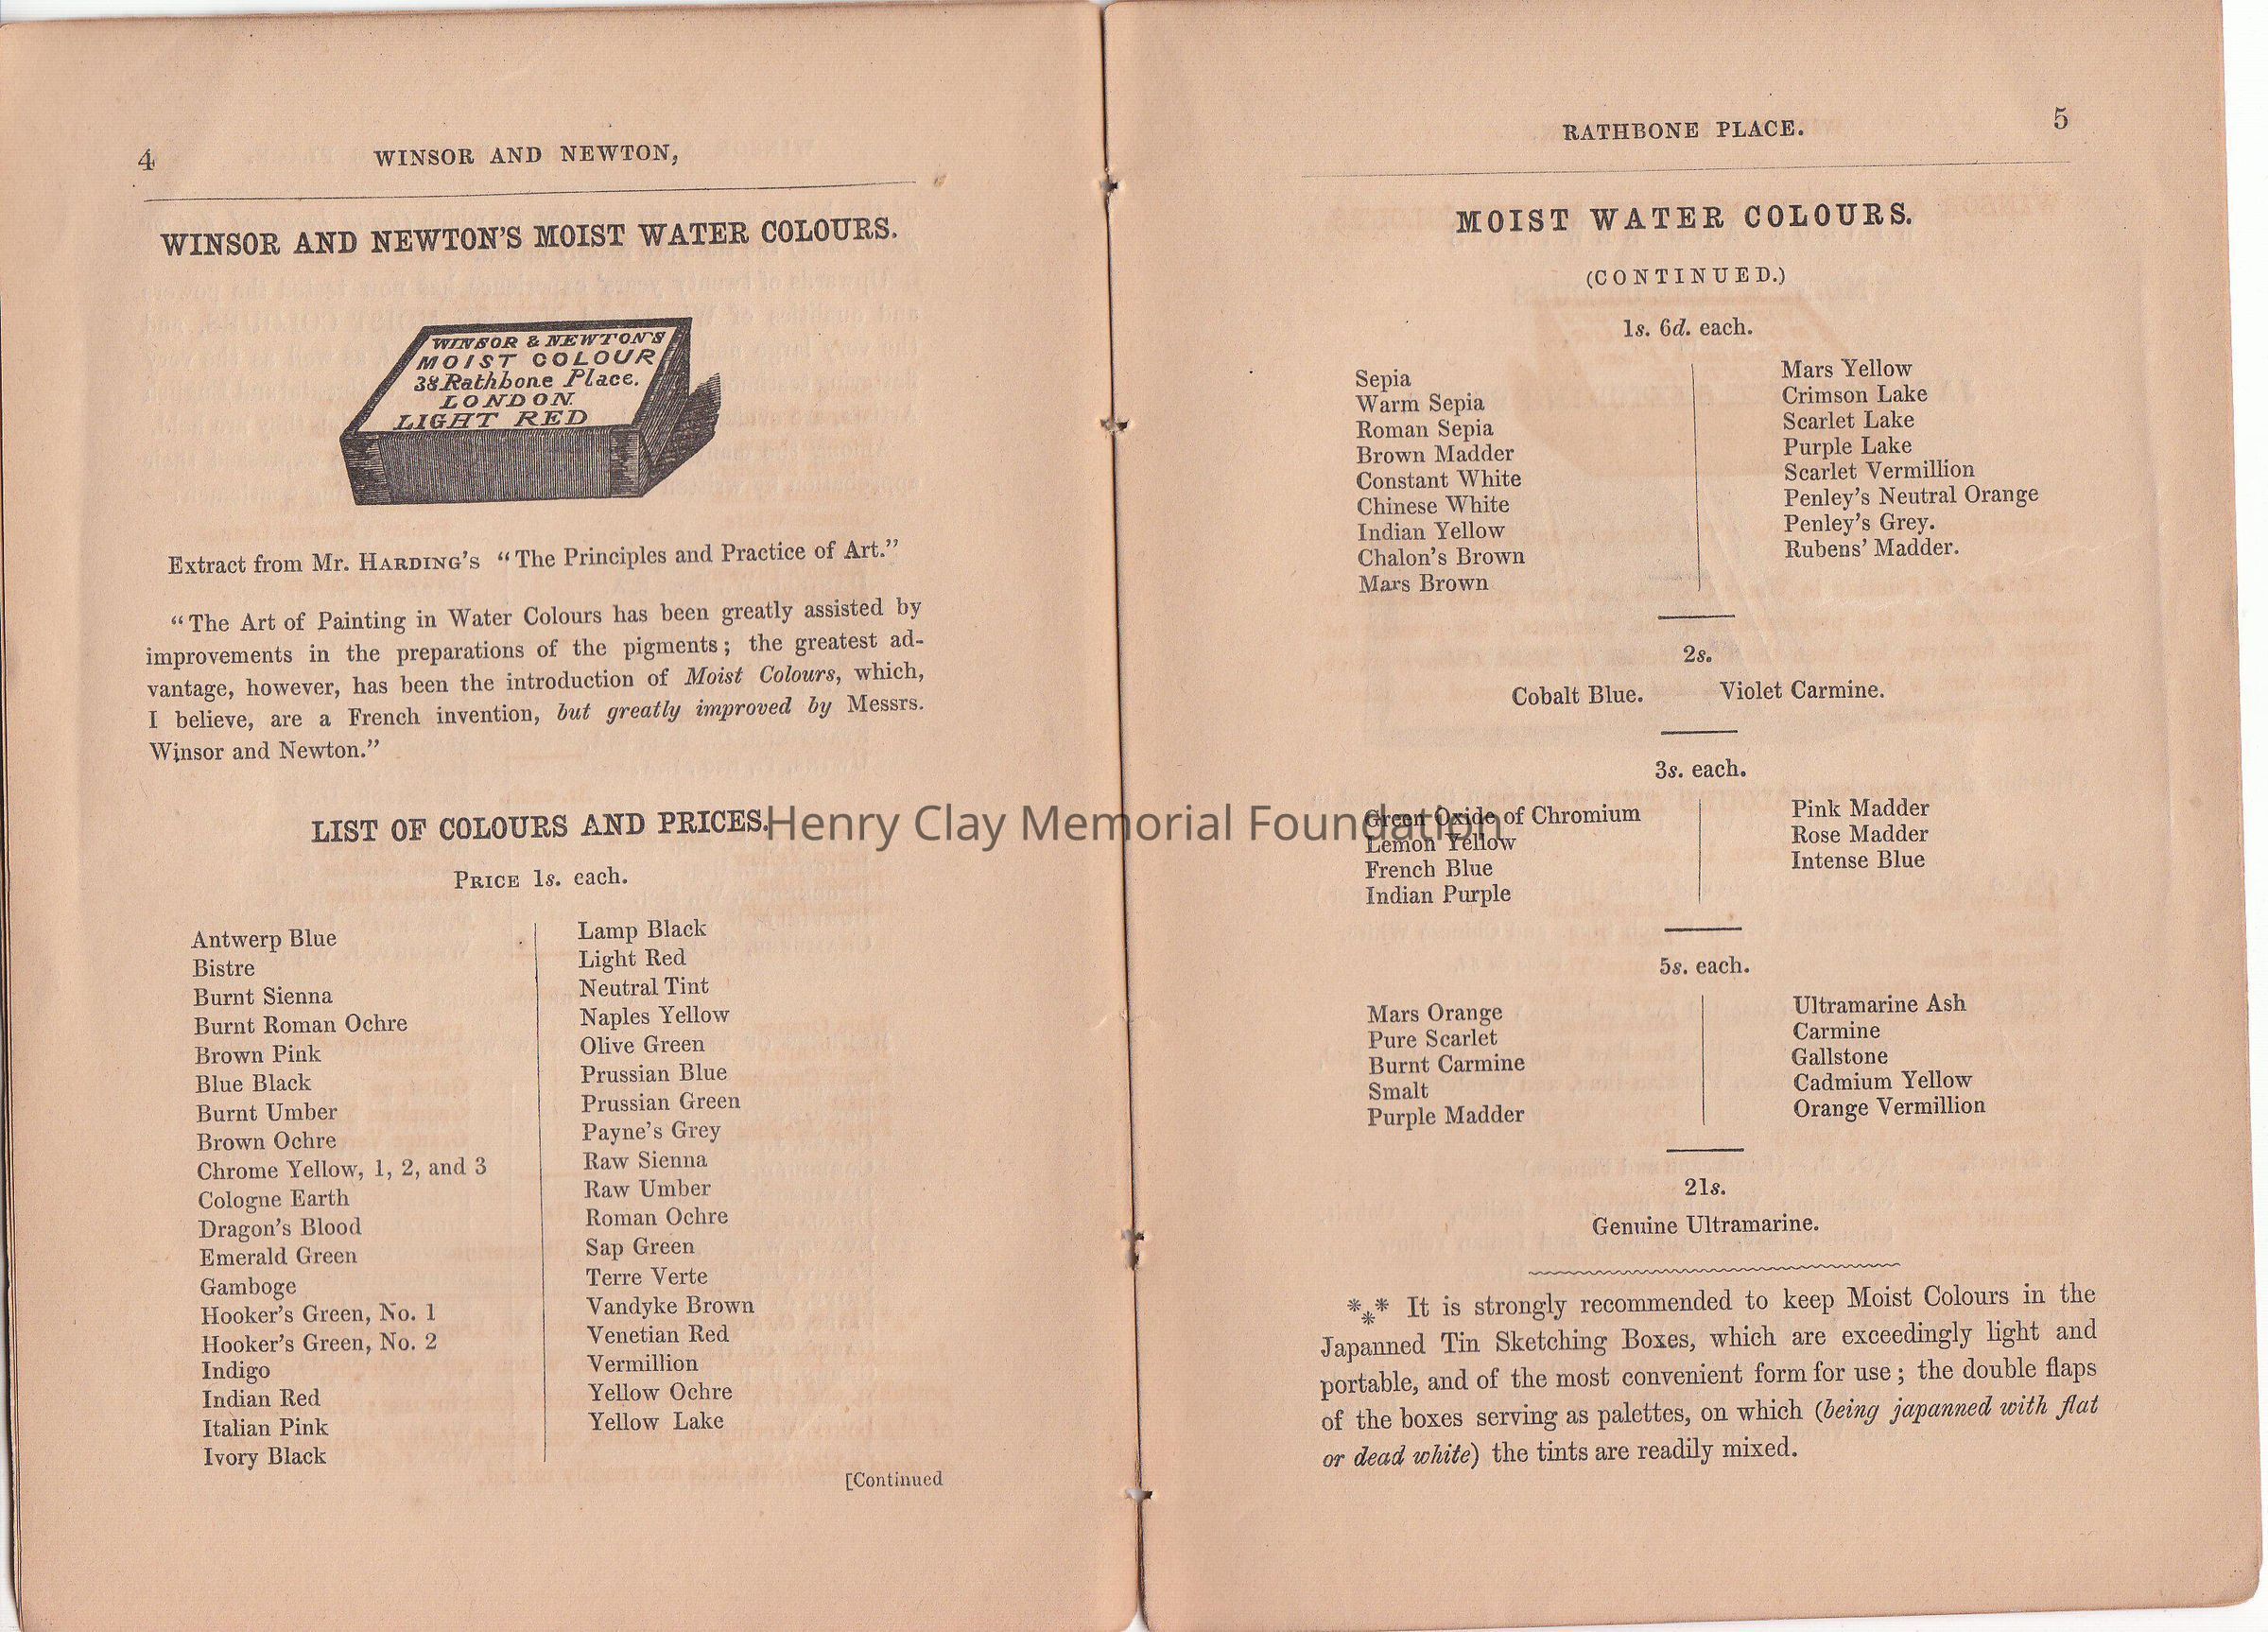 4
WINSOR AND NEWTON,
WINSOR AND NEWTON'S MOIST WATER COLOURS.
WINSOR & NEWTON'S
MOIST COLOUR
38 Rathbone Place.
LONDON.
LIGHT RED
Extract from Mr. HARDING'S "The Principles and Practice of Art."
"The Art of Painting in Water Colours has been greatly assisted by
improvements in the preparations of the pigments; the greatest ad-
vantage, however, has been the introduction of Moist Colours, which,
I believe, are a French invention, but greatly improved by Messrs.
Winsor and Newton."
LIST OF COLOURS AND PRICES.
PRICE 1s. each.
Antwerp Blue
Bistre
Burnt Sienna
Burnt Roman Ochre
Brown Pink
Blue Black
Burnt Umber
Brown Ochre
Chrome Yellow, 1, 2, and 3
Cologne Earth
Dragon's Blood
Emerald Green
Gamboge
Hooker's Green, No. 1
Hooker's Green, No. 2
Indigo
Indian Red
Italian Pink
Ivory Black
Lamp Black
Light Red
Neutral Tint
Naples Yellow
Olive Green
Prussian Blue
Prussian Green
Payne's Grey
Raw Sienna
Raw Umber
Roman Ochre
Sap Green
Terre Verte
Vandyke Brown
Venetian Red
Vermillion
Yellow Ochre
Yellow Lake
[Continued
Henry Clay Memorial Foundation
RATHBONE PLACE.
5
MOIST WATER COLOURS.
(CONTINUED.)
1s. 6d. each.
Sepia
Warm Sepia
Roman Sepia
Brown Madder
Constant White
Chinese White
Indian Yellow
Chalon's Brown
Mars Brown
Mars Yellow
Crimson Lake
Scarlet Lake
Purple Lake
Scarlet Vermillion
Penley's Neutral Orange
Penley's Grey.
Rubens' Madder.
2s.
Cobalt Blue. Violet Carmine.
3s. each.
Green Oxide of Chromium
Lemon Yellow
French Blue
Indian Purple
Pink Madder
Rose Madder
Intense Blue
5s. each.
Mars Orange
Pure Scarlet
Burnt Carmine
Smalt
Purple Madder
Ultramarine Ash
Carmine
Gallstone
Cadmium Yellow
Orange Vermillion
21s.
Genuine Ultramarine.
*** It is strongly recommended to keep Moist Colours in the
Japanned Tin Sketching Boxes, which are exceedingly light and
portable, and of the most convenient form for use; the double flaps
of the boxes serving as palettes, on which (being japanned with flat
or dead white) the tints are readily mixed.